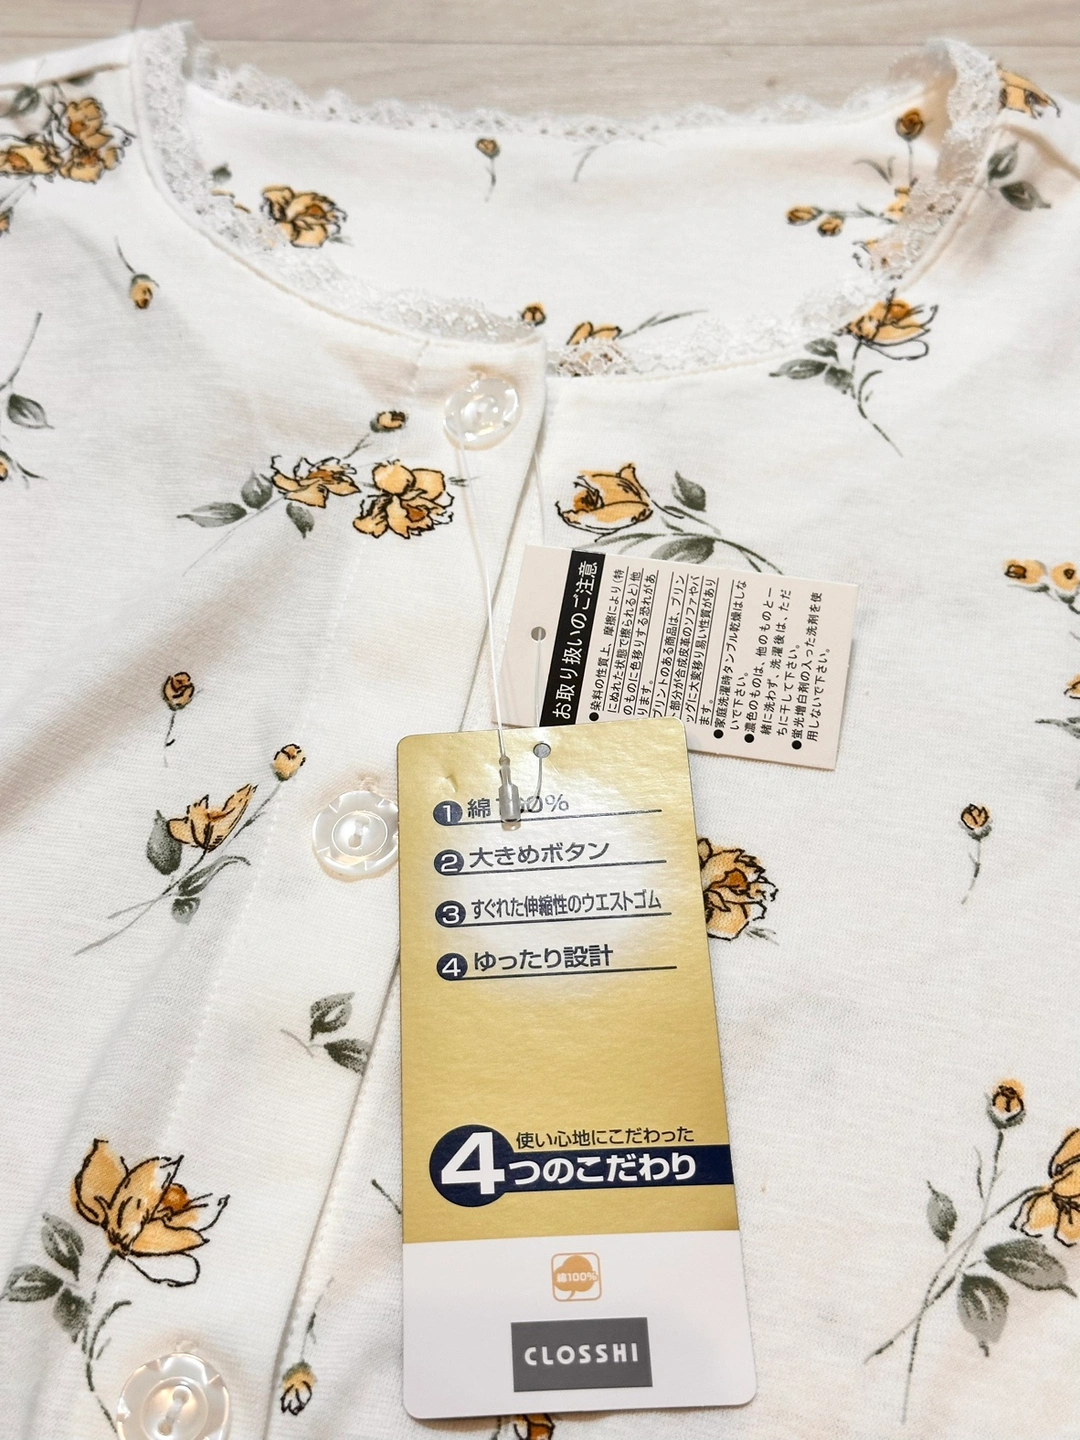 お取り扱いのご注意
●染料の性質上、摩擦により(特
にぬれた状態で擦られると)他
のものに色移りする恐れがあ
ります。
プリントのある商品は、プリン
ト部分が合成皮革のソファやバ
ッグに大変移り易い性質があり
ます。
●家庭洗濯時タンブル乾燥はしな
いで下さい。
●濃色のものは、他のものと一
緒に洗わず、洗濯後は、ただ
ちに干して下さい。
●蛍光増白剤の入った洗剤を使
用しないで下さい。
1 綿100%
2 大きめボタン
3 すぐれた伸縮性のウエストゴム
4 ゆったり設計
使い心地にこだわった
4つのこだわり
綿100%
CLOSSHI